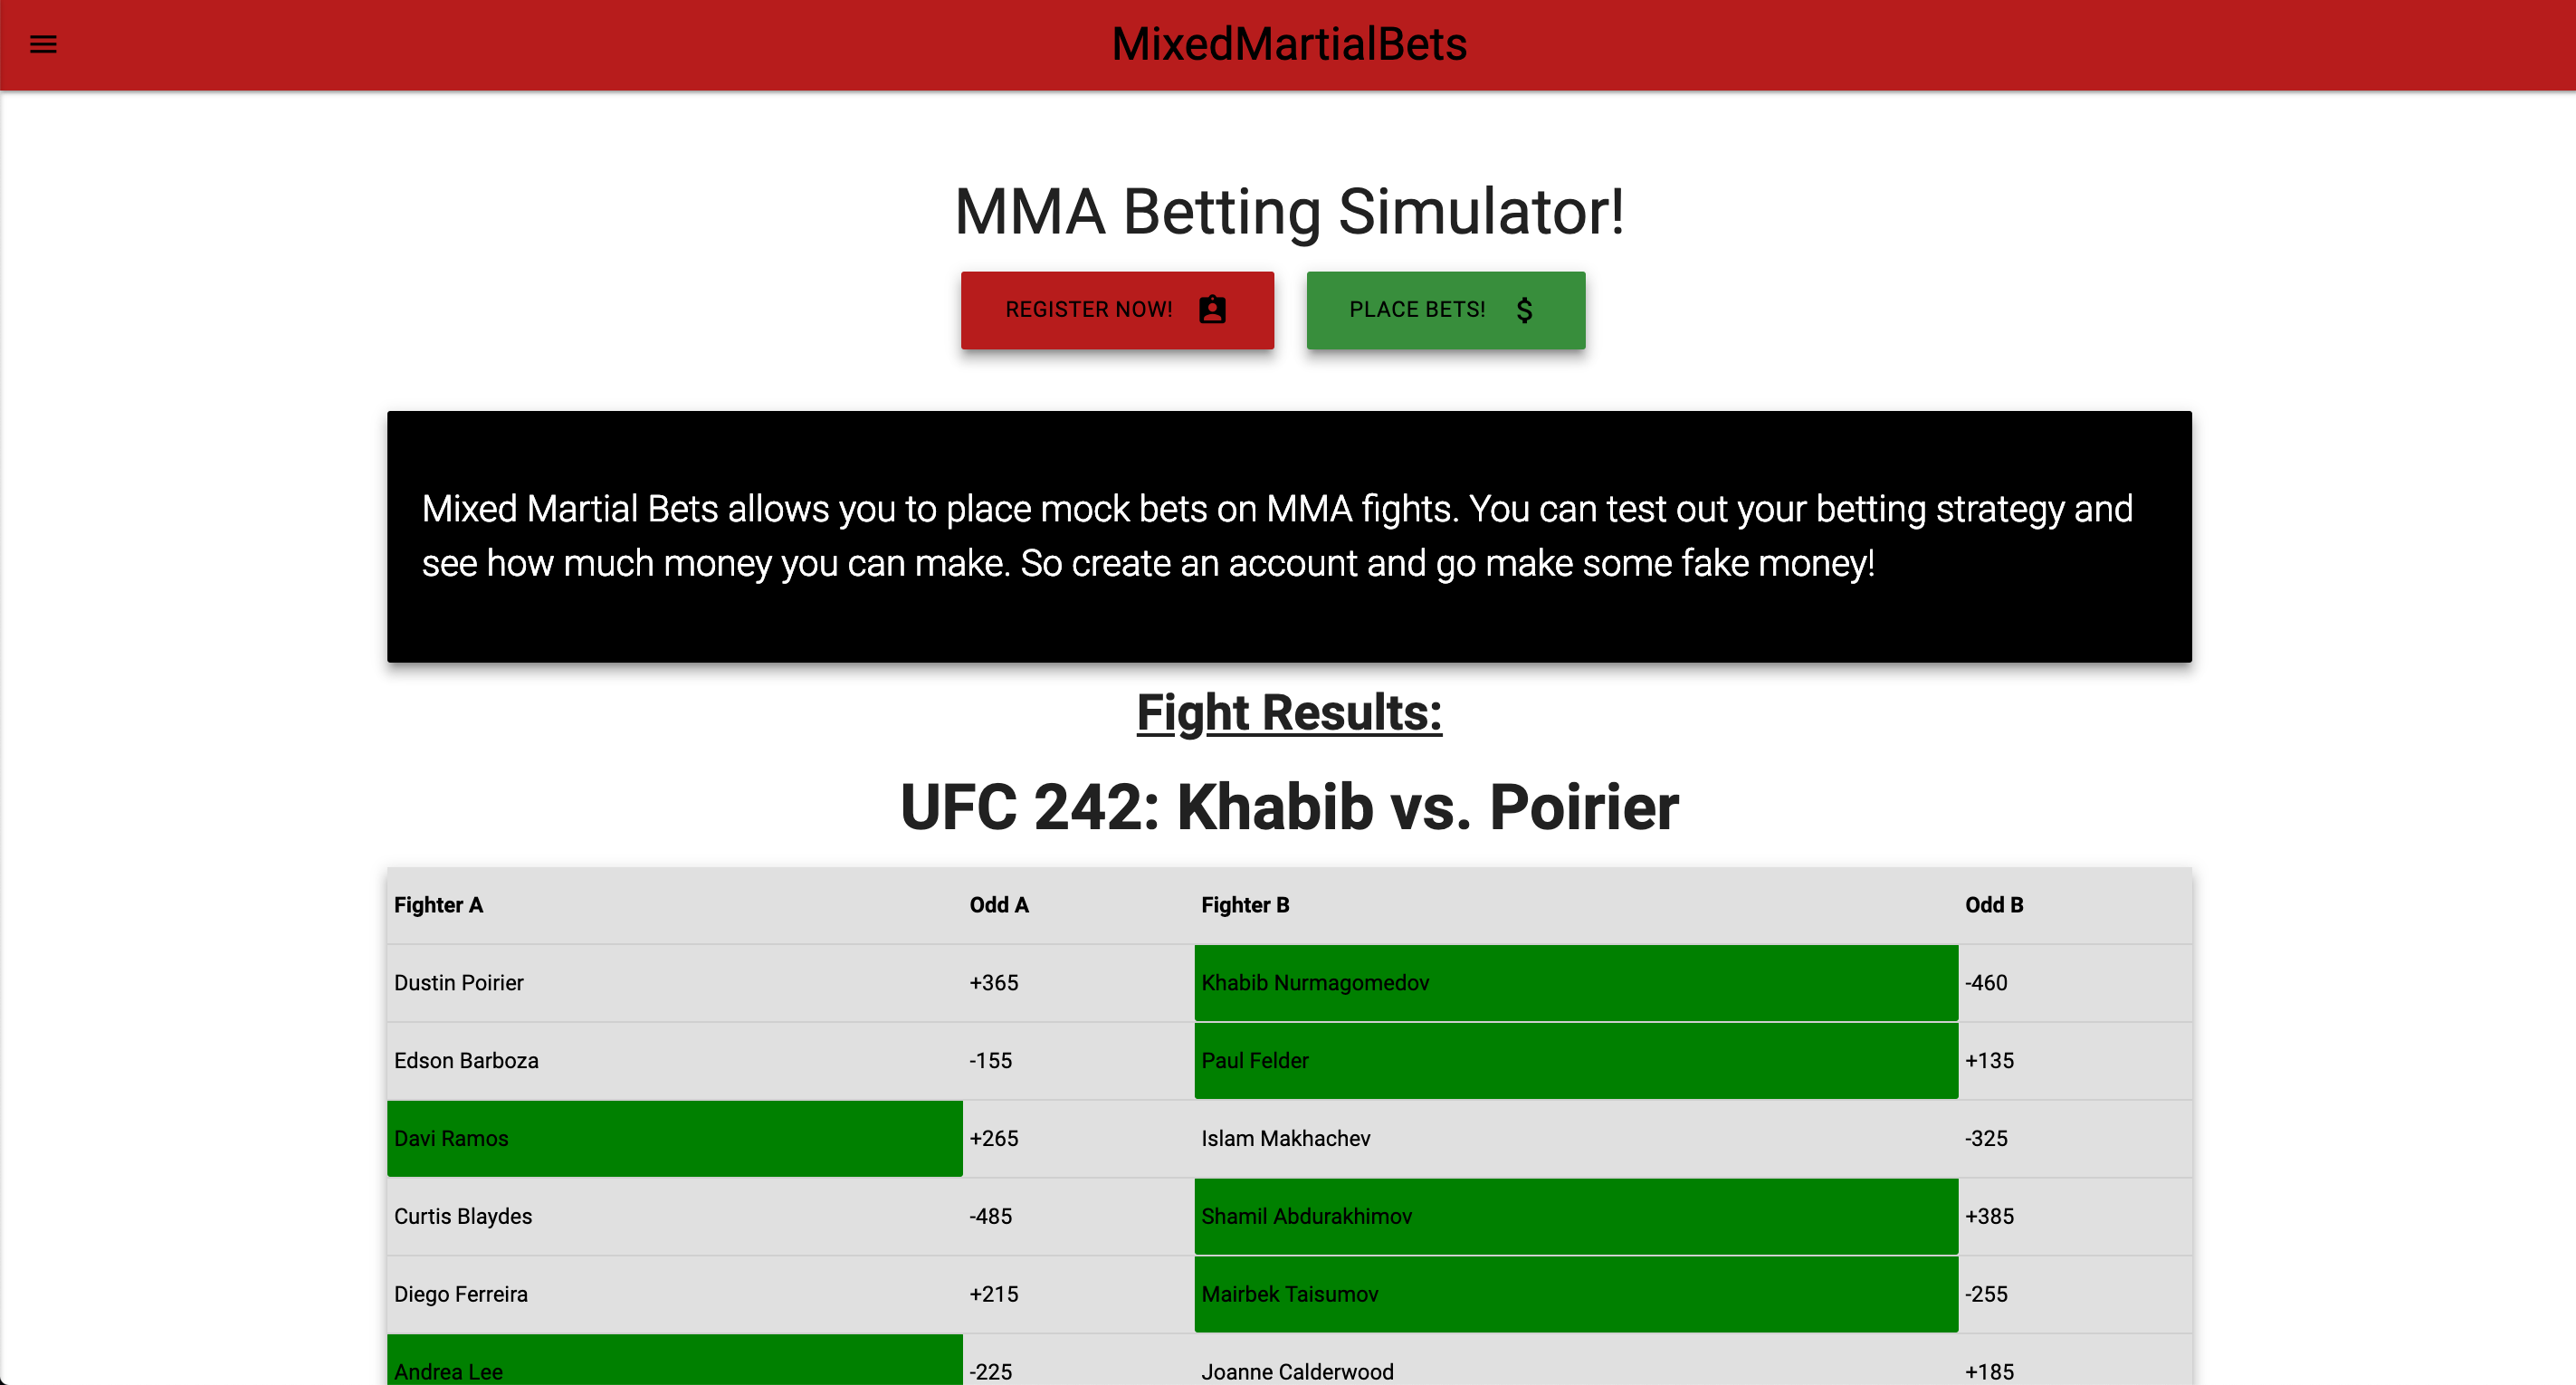 MixedMartialBets
MMA Betting Simulator!
REGISTER NOW!
PLACE BETS! $
Mixed Martial Bets allows you to place mock bets on MMA fights. You can test out your betting strategy and
see how much money you can make. So create an account and go make some fake money!
Fight Results:
UFC 242: Khabib vs. Poirier
Fighter A Odd A Fighter B Odd B
Dustin Poirier +365 Khabib Nurmagomedov -460
Edson Barboza -155 Paul Felder +135
Davi Ramos +265 Islam Makhachev -325
Curtis Blaydes -485 Shamil Abdurakhimov +385
Diego Ferreira +215 Mairbek Taisumov -255
Andrea Lee -225 Joanne Calderwood +185